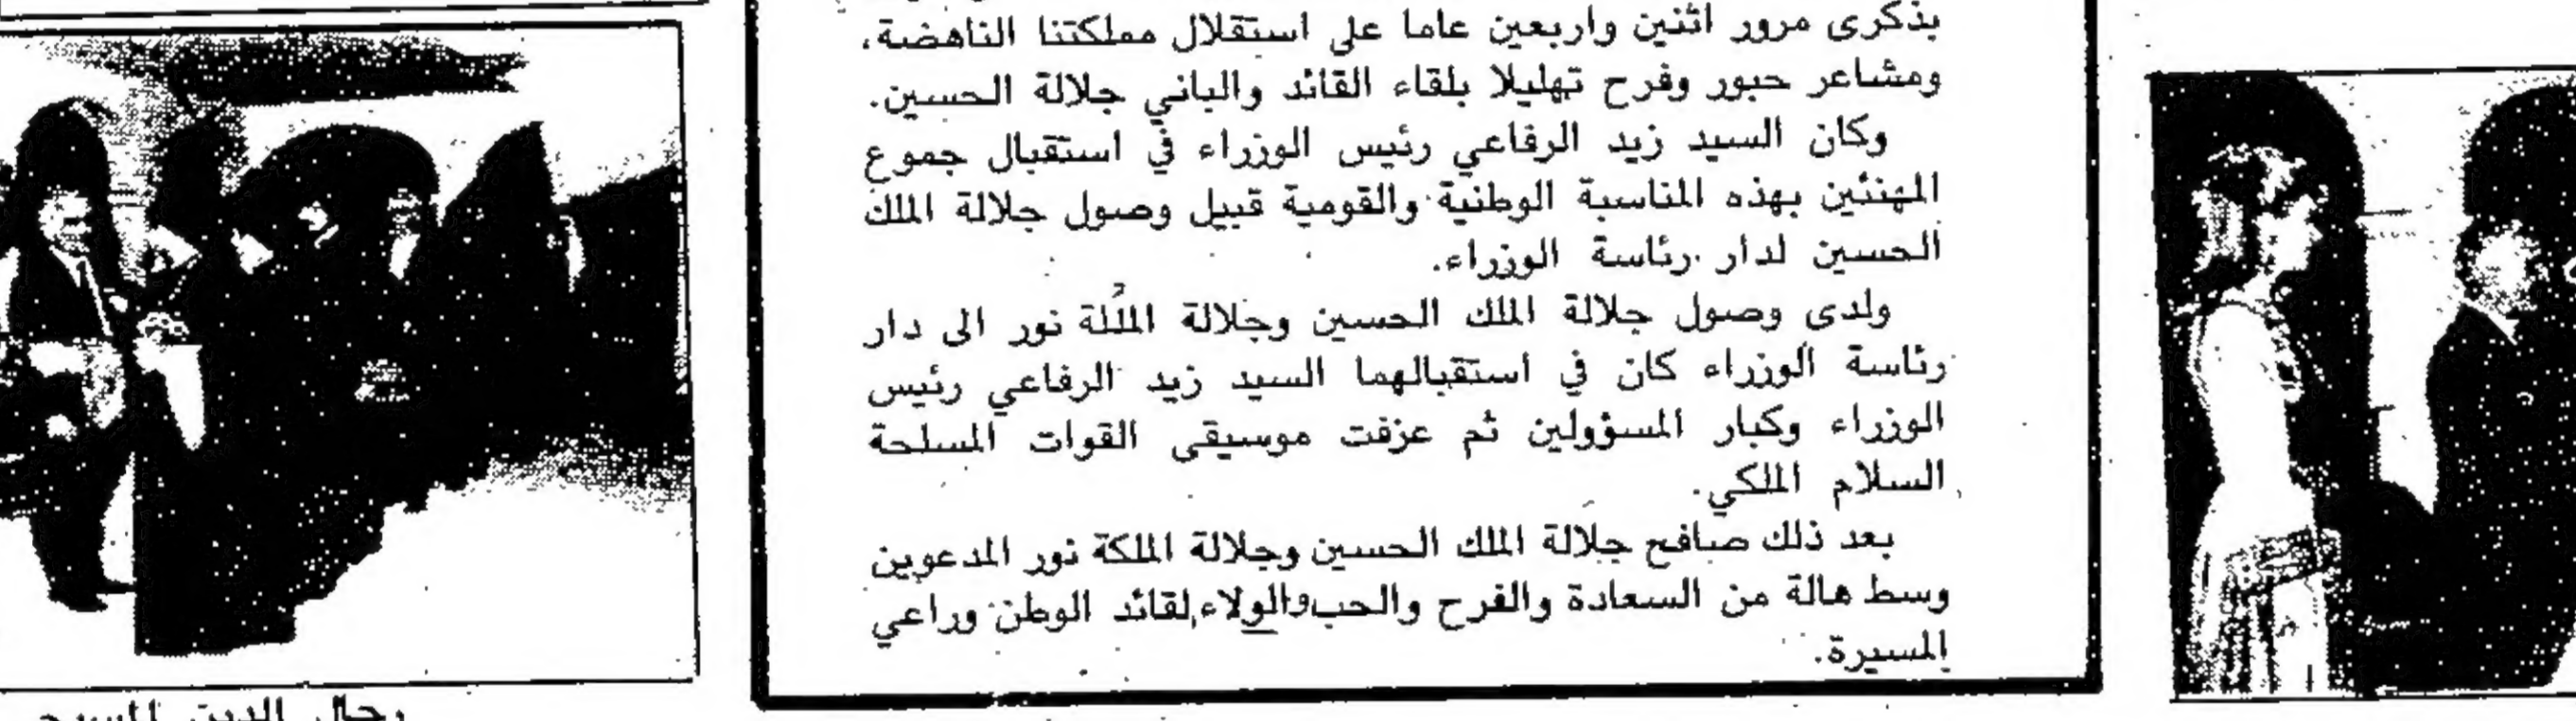 بذكرى مرور اثنين واربعين عاما على استقلال مملكتنا الناهضة،
ومشاعر حبور وفرح تهليلا بلقاء القائد والباني جلالة الحسين.
وكان السيد زيد الرفاعي رئيس الوزراء في استقبال جموع
المهنئين بهذه المناسبة الوطنية والقومية قبيل وصول جلالة الملك
الحسين لدار رئاسة الوزراء.
ولدى وصول جلالة الملك الحسين وجلالة الملكة نور الى دار
رئاسة الوزراء كان في استقبالهما السيد زيد الرفاعي رئيس
الوزراء وكبار المسؤولين ثم عزفت موسيقى القوات المسلحة
السلام الملكي.
بعد ذلك صافح جلالة الملك الحسين وجلالة الملكة نور المدعوين
وسط هالة من السعادة والفرح والحب والولاء لقائد الوطن وراعي
المسيرة.
رجال الدين